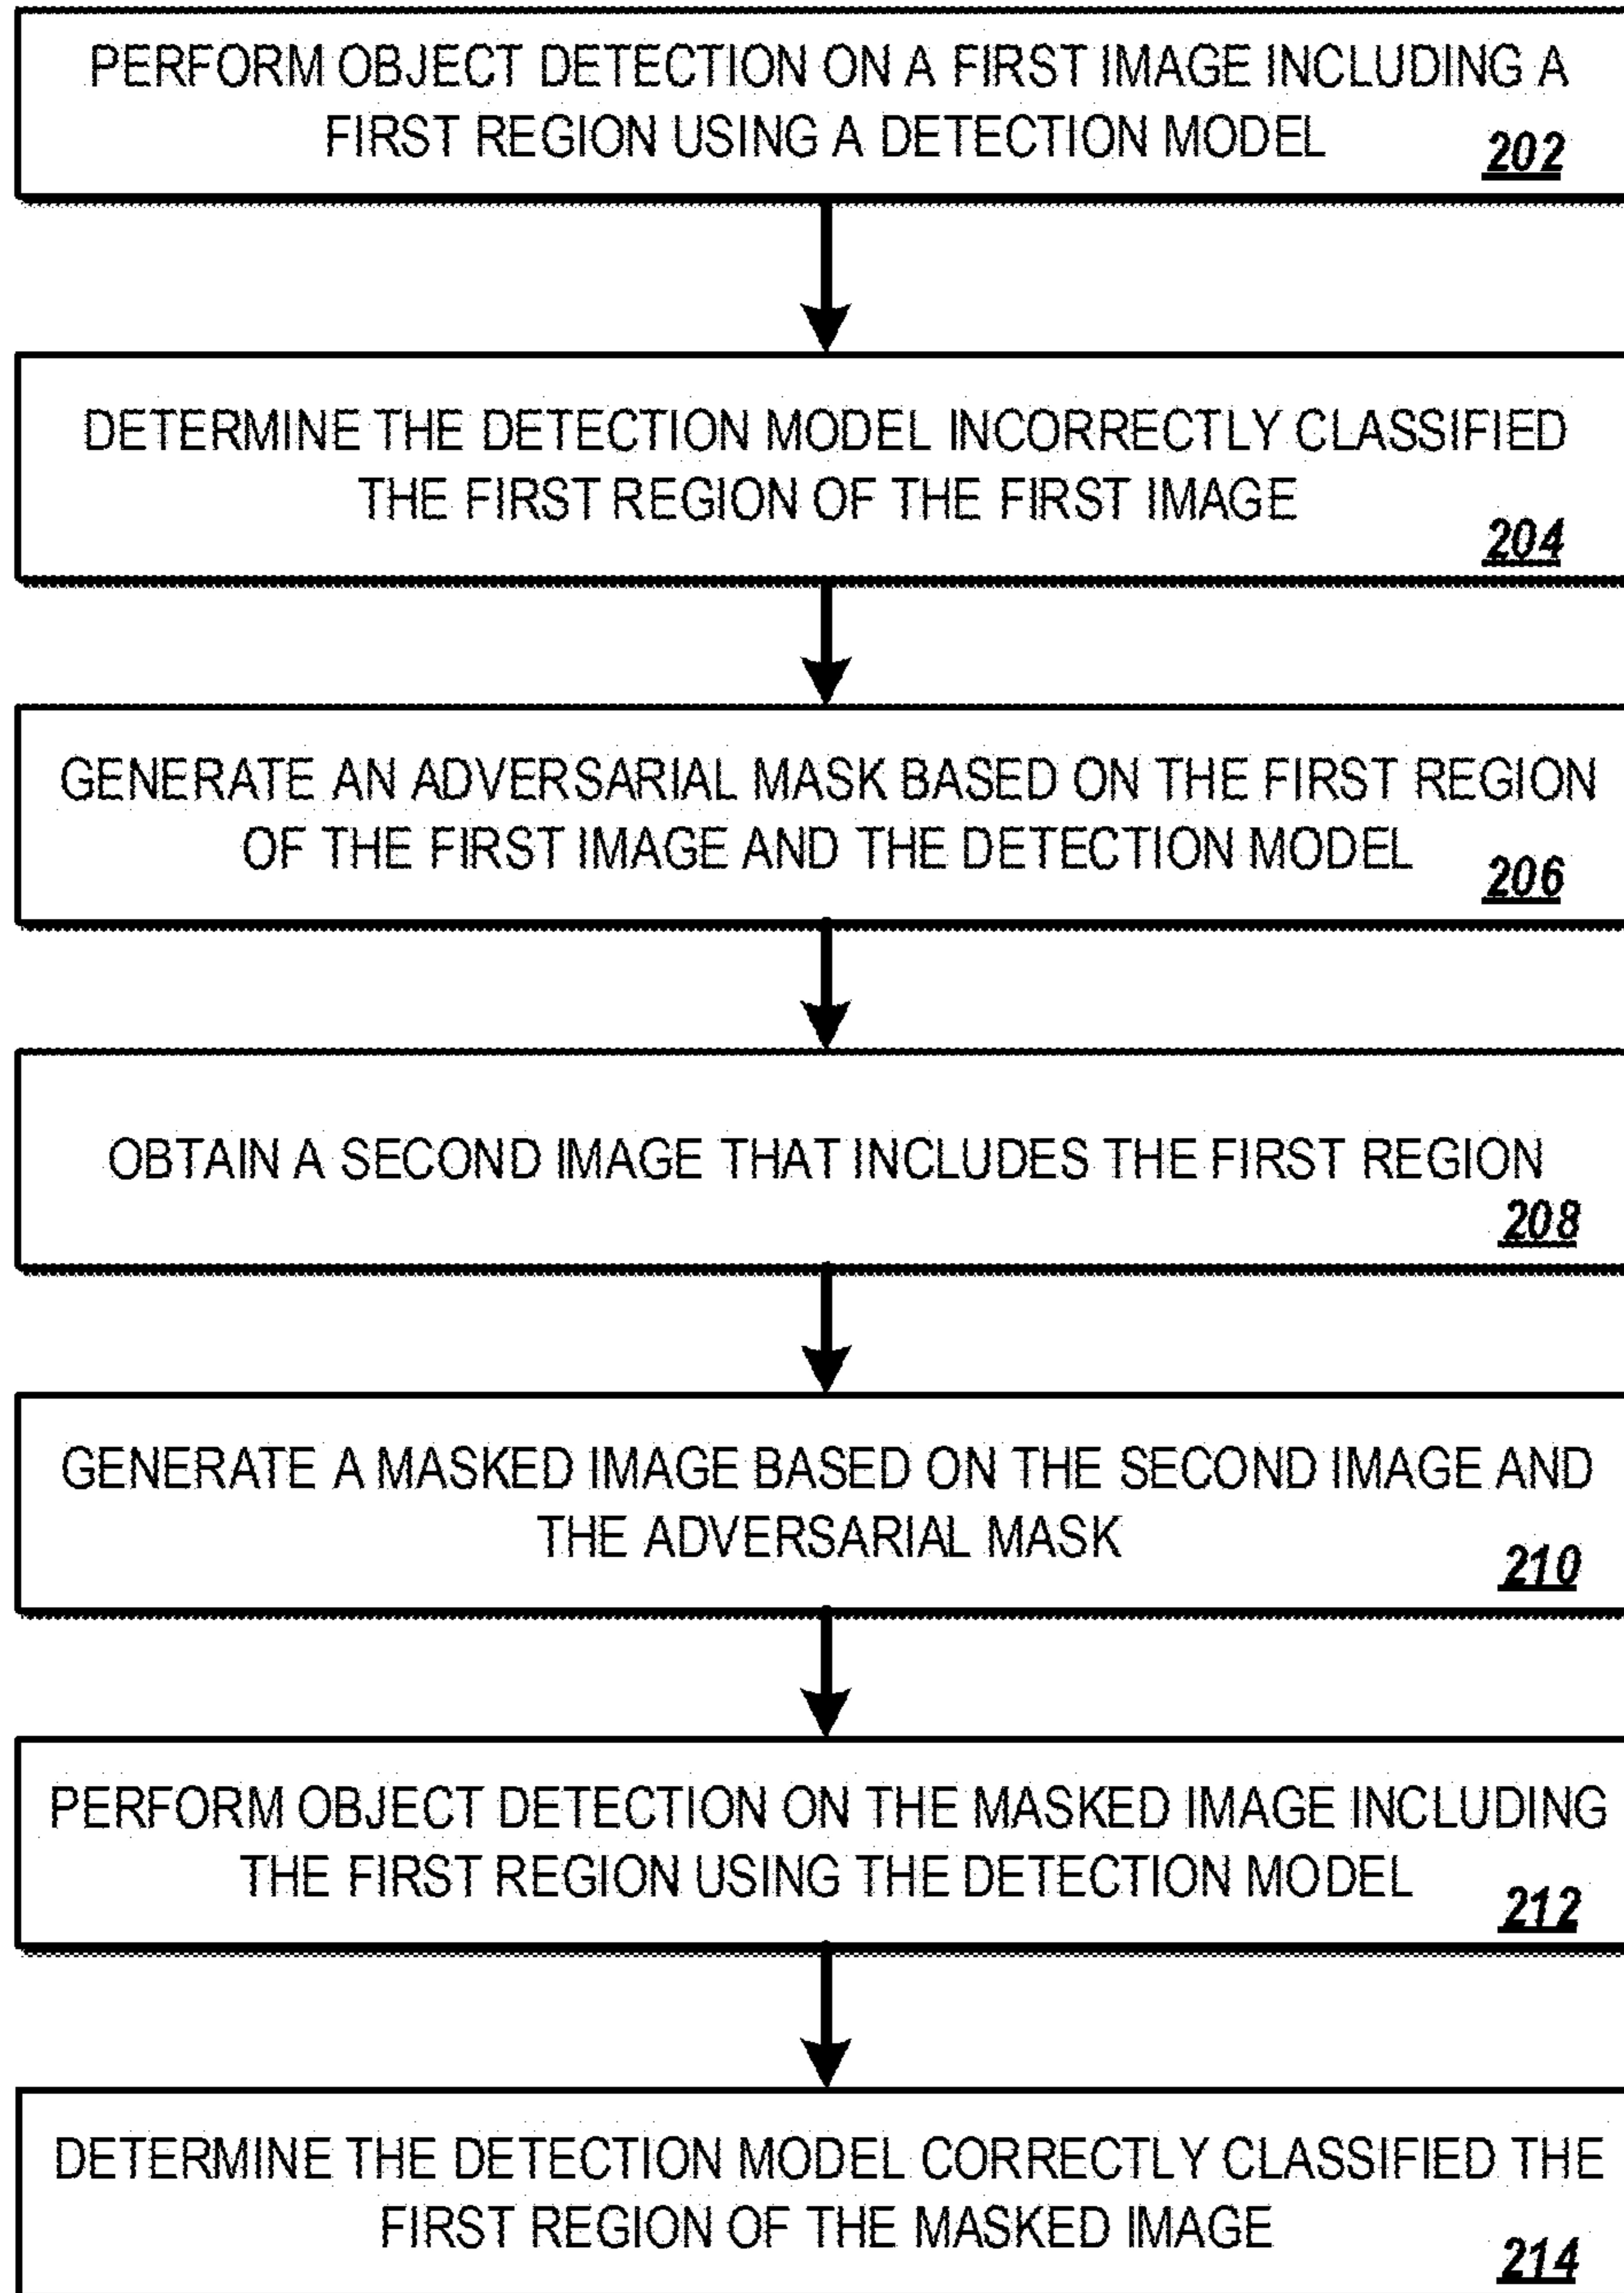 PERFORM OBJECT DETECTION ON A FIRST IMAGE INCLUDING A
FIRST REGION USING A DETECTION MODEL
202
DETERMINE THE DETECTION MODEL INCORRECTLY CLASSIFIED
THE FIRST REGION OF THE FIRST IMAGE
204
GENERATE AN ADVERSARIAL MASK BASED ON THE FIRST REGION
OF THE FIRST IMAGE AND THE DETECTION MODEL
206
OBTAIN A SECOND IMAGE THAT INCLUDES THE FIRST REGION
208
GENERATE A MASKED IMAGE BASED ON THE SECOND IMAGE AND
THE ADVERSARIAL MASK
210
PERFORM OBJECT DETECTION ON THE MASKED IMAGE INCLUDING
THE FIRST REGION USING THE DETECTION MODEL
212
DETERMINE THE DETECTION MODEL CORRECTLY CLASSIFIED THE
FIRST REGION OF THE MASKED IMAGE
214